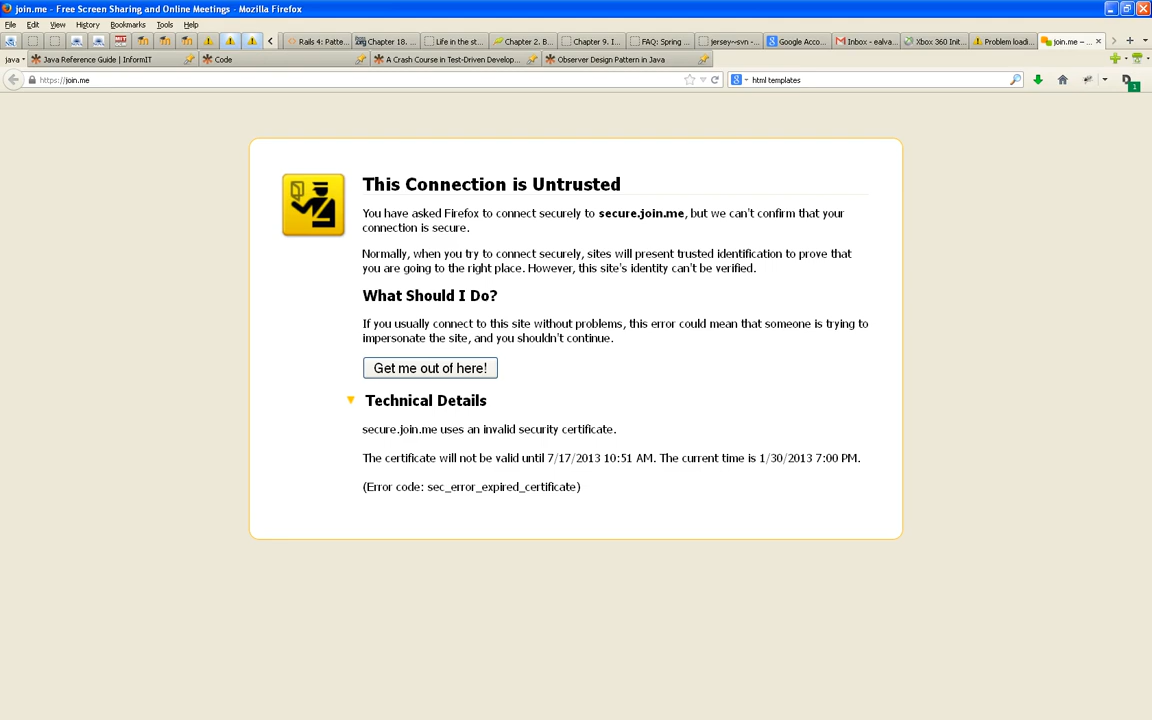 join.me - Free Screen Sharing and Online Meetings - Mozilla Firefox
File Edit View History Bookmarks Tools Help
Rails 4: Patte... Chapter 18. ... Life in the st... Chapter 2. B... Chapter 9. I... FAQ: Spring ... jersey~svn -... Google Acco... Inbox - ealva... Xbox 360 Init... Problem loadi... join.me – ...
java Java Reference Guide | InformIT Code A Crash Course in Test-Driven Develop... Observer Design Pattern in Java
https://join.me html templates
1
This Connection is Untrusted
You have asked Firefox to connect securely to secure.join.me, but we can't confirm that your
connection is secure.
Normally, when you try to connect securely, sites will present trusted identification to prove that
you are going to the right place. However, this site's identity can't be verified.
What Should I Do?
If you usually connect to this site without problems, this error could mean that someone is trying to
impersonate the site, and you shouldn't continue.
Get me out of here!
Technical Details
secure.join.me uses an invalid security certificate.
The certificate will not be valid until 7/17/2013 10:51 AM. The current time is 1/30/2013 7:00 PM.
(Error code: sec_error_expired_certificate)